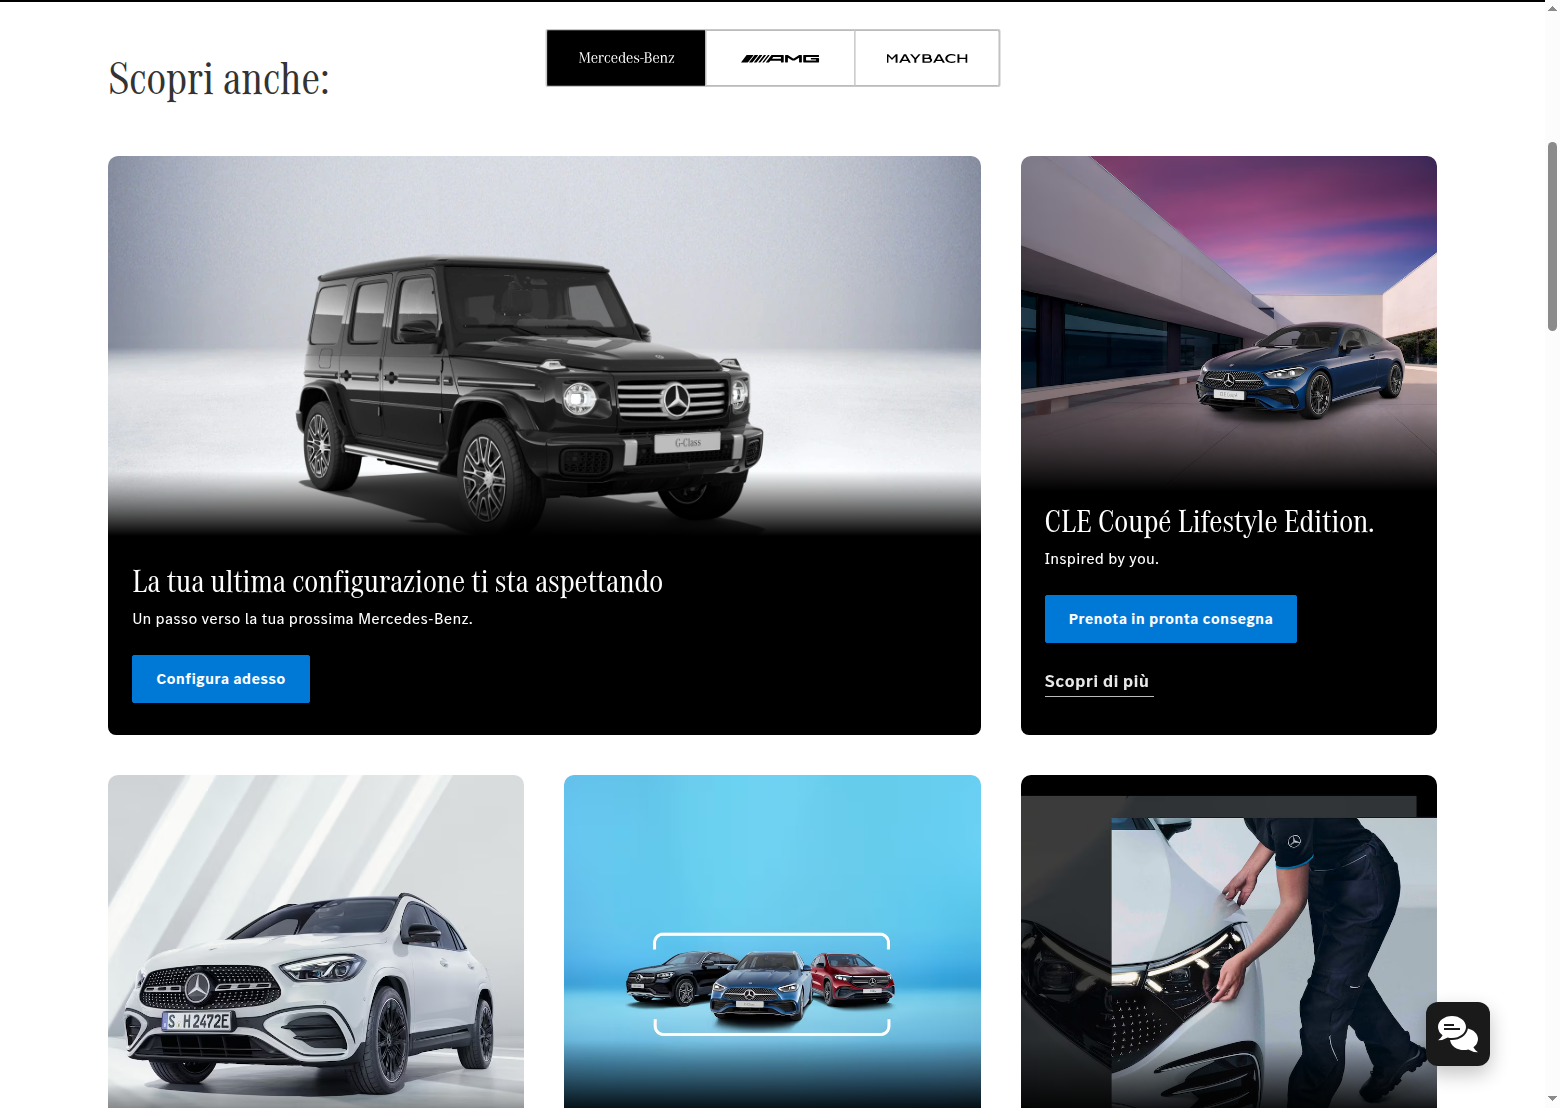 Scopri anche:
Mercedes-Benz
AMG
MAYBACH
G-Class
La tua ultima configurazione ti sta aspettando
Un passo verso la tua prossima Mercedes-Benz.
Configura adesso
CLE Coupé
CLE Coupé Lifestyle Edition.
Inspired by you.
Prenota in pronta consegna
Scopri di più
S H 2472E